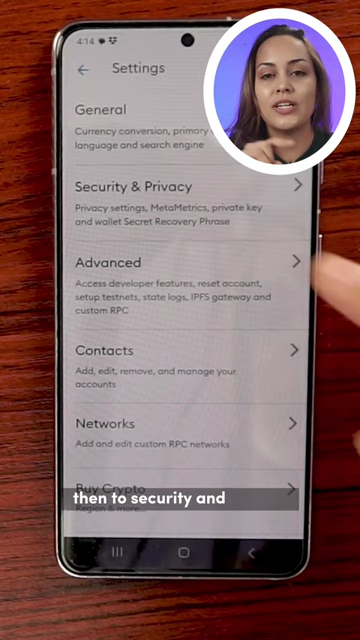 4:14
Settings
General
Currency conversion, primary
language and search engine
Security & Privacy
Privacy settings, MetaMetrics, private key
and wallet Secret Recovery Phrase
Advanced
Access developer features, reset account,
setup testnets, state logs, IPFS gateway and
custom RPC
Contacts
Add, edit, remove, and manage your
accounts
Networks
Add and edit custom RPC networks
Buy Crypto
then to security and
Region & more...